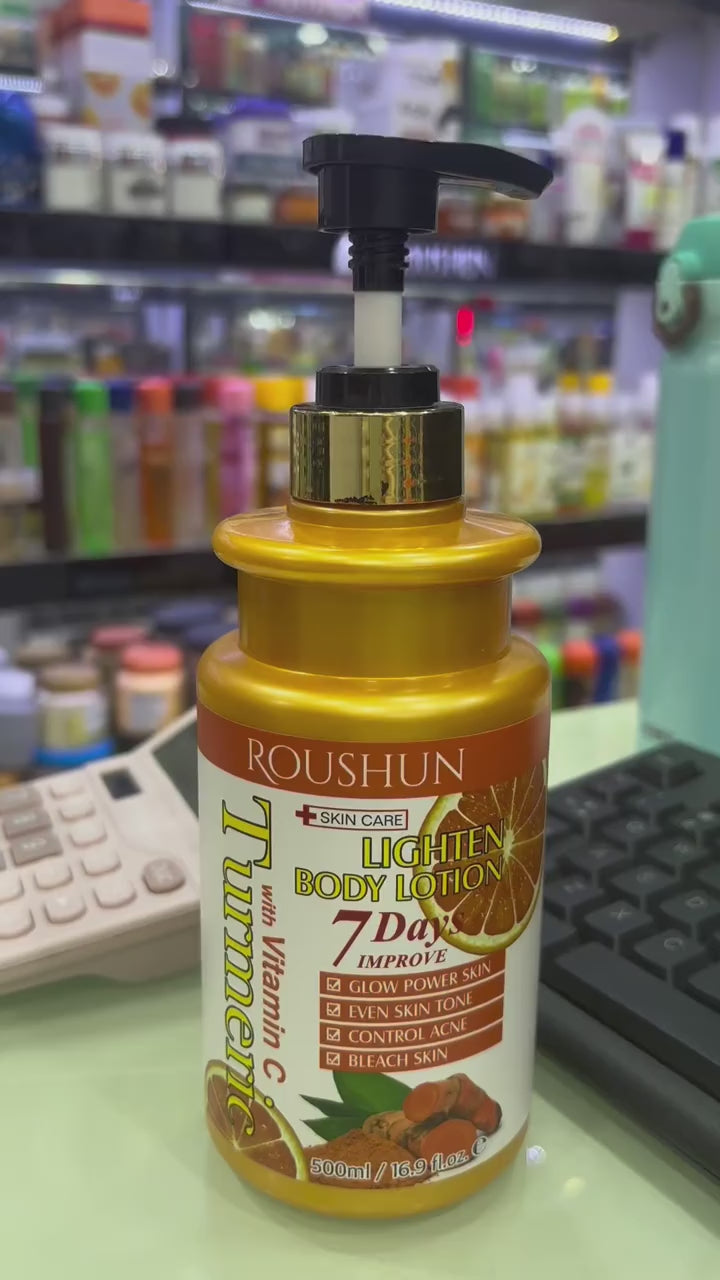 ROUSHUN
SKIN CARE
LIGHTEN
BODY LOTION
7 Days
IMPROVE
GLOW POWER SKIN
EVEN SKIN TONE
CONTROL ACNE
BLEACH SKIN
Turmeric
with Vitamin C
500ml / 16.9 fl.oz. ℮